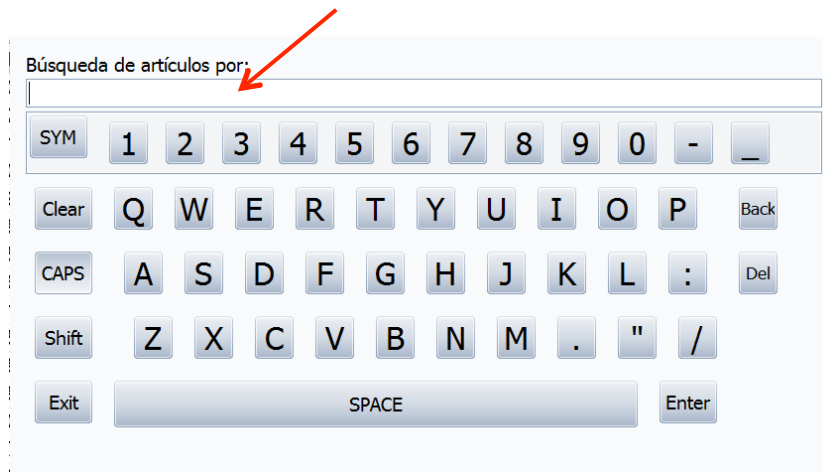 Búsqueda de artículos por:
SYM 1 2 3 4 5 6 7 8 9 0 - _
Clear Q W E R T Y U I O P Back
CAPS A S D F G H J K L : Del
Shift Z X C V B N M . " /
Exit SPACE Enter